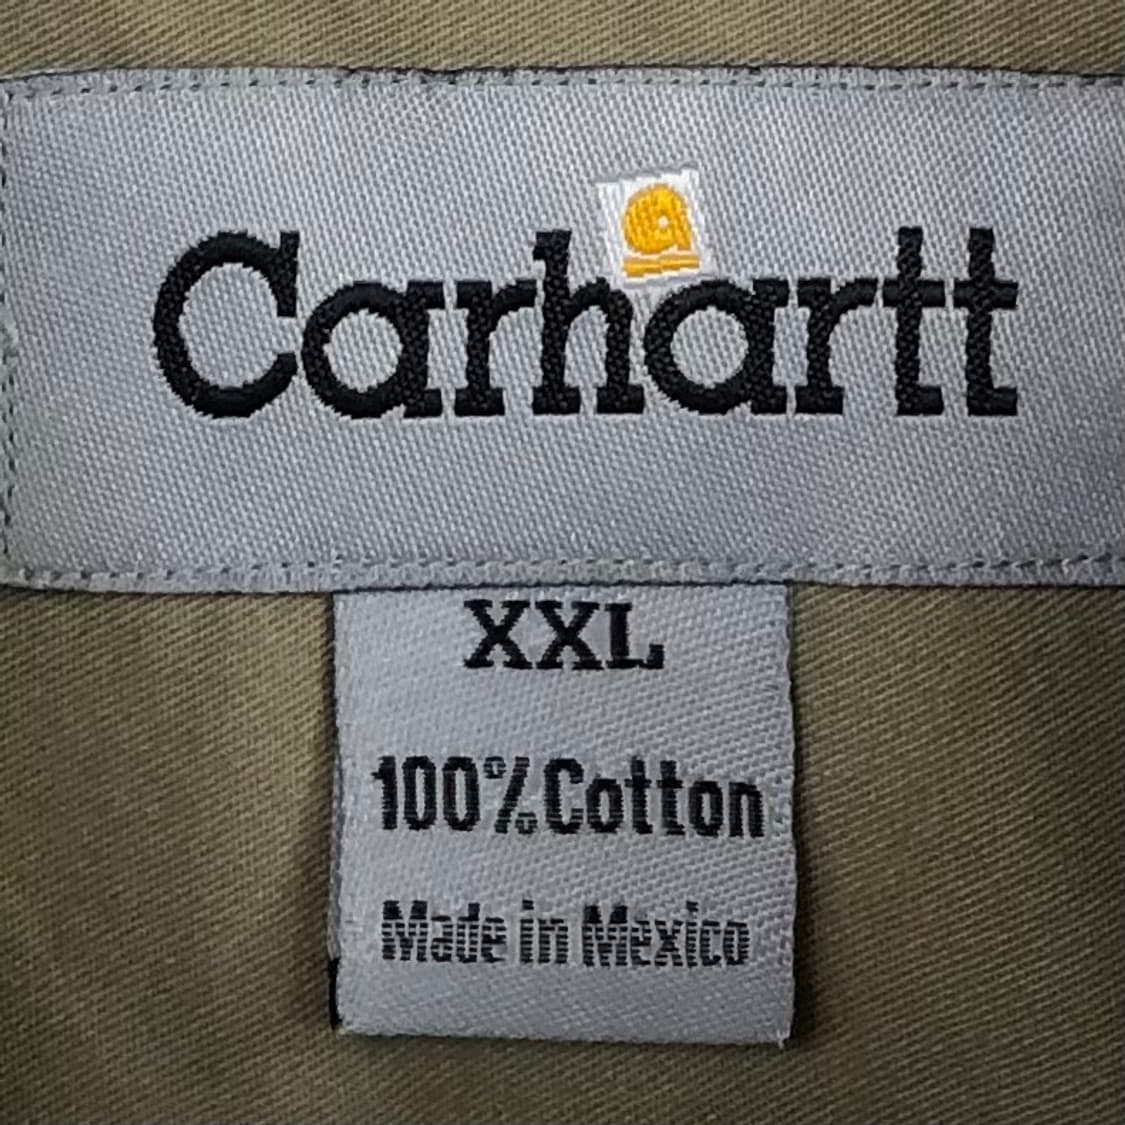 Carhartt
XXL
100% Cotton
Made in Mexico